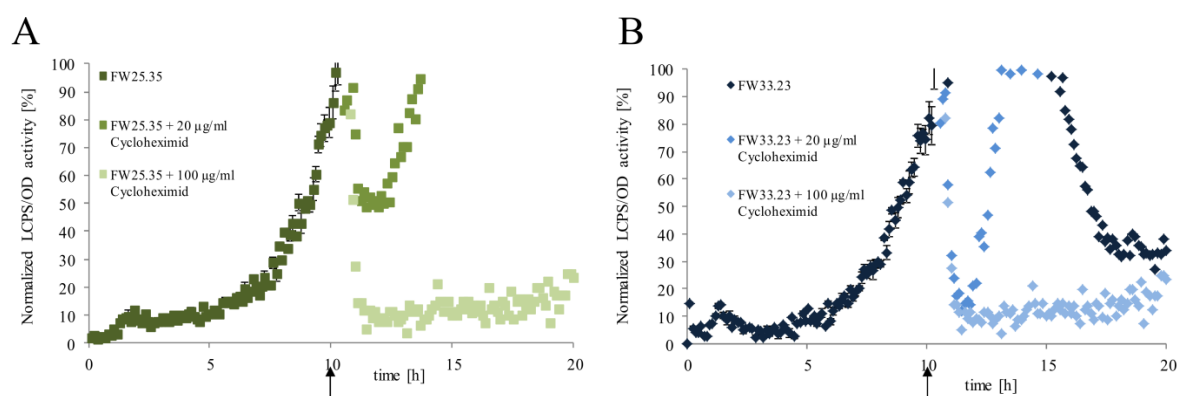 A
Normalized LCPS/OD activity [%]
100
90
80
70
60
50
40
30
20
10
0
FW25.35
FW25.35 + 20 µg/ml
Cycloheximid
FW25.35 + 100 µg/ml
Cycloheximid
0
5
10
15
20
time [h]
B
Normalized LCPS/OD activity [%]
100
90
80
70
60
50
40
30
20
10
0
FW33.23
FW33.23 + 20 µg/ml
Cycloheximid
FW33.23 + 100 µg/ml
Cycloheximid
0
5
10
15
20
time [h]